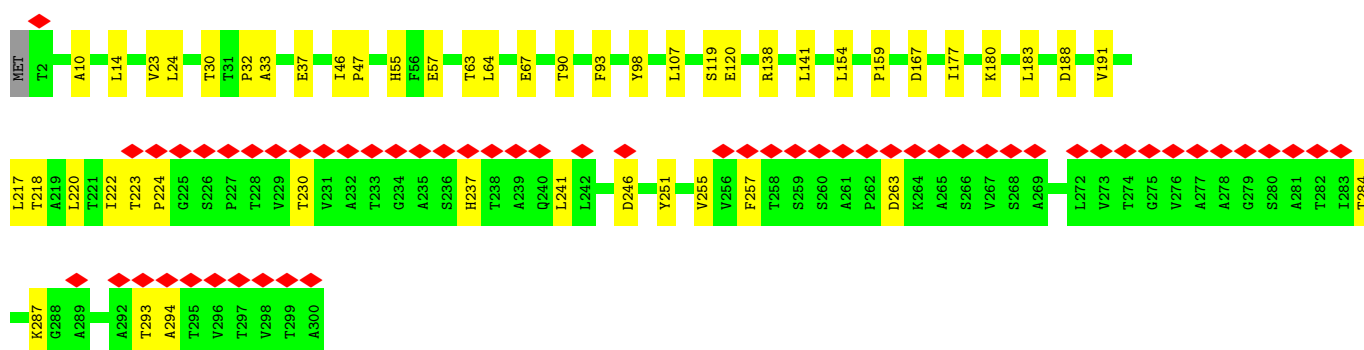 MET T2 A10 L14 V23 L24 T30 T31 P32 A33 E37 I46 P47 H55 F56 E57 T63 L64 E67 T90 F93 Y98 L107 S119 E120 R138 L141 L154 P159 D167 I177 K180 L183 D188 V191
L217 T218 A219 L220 T221 I222 T223 P224 G225 S226 P227 T228 V229 T230 V231 A232 T233 G234 A235 S236 H237 T238 A239 Q240 L241 L242 D246 Y251 V255 V256 F257 T258 S259 S260 A261 P262 D263 K264 A265 S266 V267 S268 A269 L272 V273 T274 G275 V276 A277 A278 G279 S280 A281 T282 I283 T284
K287 G288 A289 A292 T293 A294 T295 V296 T297 V298 T299 A300